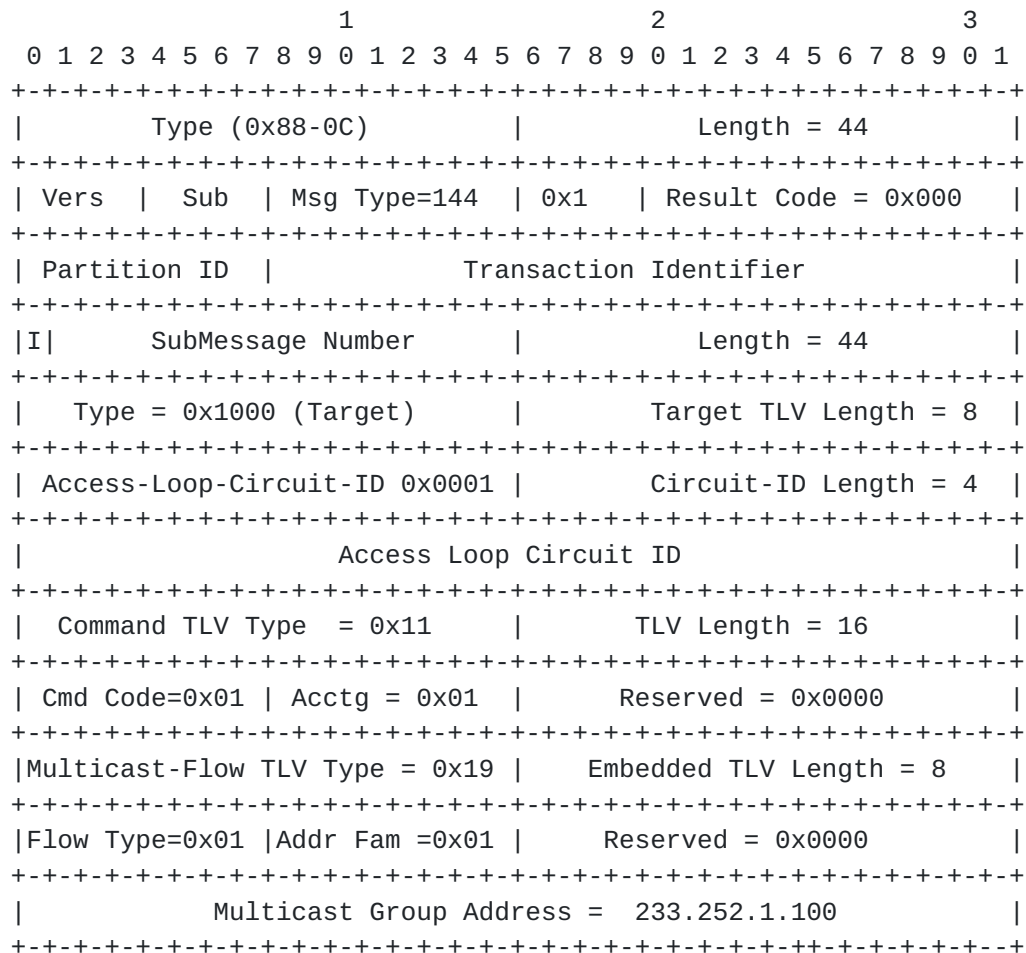 1                   2                   3
 0 1 2 3 4 5 6 7 8 9 0 1 2 3 4 5 6 7 8 9 0 1 2 3 4 5 6 7 8 9 0 1
+-+-+-+-+-+-+-+-+-+-+-+-+-+-+-+-+-+-+-+-+-+-+-+-+-+-+-+-+-+-+-+-+
|        Type (0x88-0C)         |           Length = 44         |
+-+-+-+-+-+-+-+-+-+-+-+-+-+-+-+-+-+-+-+-+-+-+-+-+-+-+-+-+-+-+-+-+
| Vers  |  Sub  | Msg Type=144  | 0x1   | Result Code = 0x000   |
+-+-+-+-+-+-+-+-+-+-+-+-+-+-+-+-+-+-+-+-+-+-+-+-+-+-+-+-+-+-+-+-+
| Partition ID  |            Transaction Identifier             |
+-+-+-+-+-+-+-+-+-+-+-+-+-+-+-+-+-+-+-+-+-+-+-+-+-+-+-+-+-+-+-+-+
|I|      SubMessage Number      |           Length = 44         |
+-+-+-+-+-+-+-+-+-+-+-+-+-+-+-+-+-+-+-+-+-+-+-+-+-+-+-+-+-+-+-+-+
|   Type = 0x1000 (Target)      |        Target TLV Length = 8  |
+-+-+-+-+-+-+-+-+-+-+-+-+-+-+-+-+-+-+-+-+-+-+-+-+-+-+-+-+-+-+-+-+
| Access-Loop-Circuit-ID 0x0001 |        Circuit-ID Length = 4  |
+-+-+-+-+-+-+-+-+-+-+-+-+-+-+-+-+-+-+-+-+-+-+-+-+-+-+-+-+-+-+-+-+
|                    Access Loop Circuit ID                     |
+-+-+-+-+-+-+-+-+-+-+-+-+-+-+-+-+-+-+-+-+-+-+-+-+-+-+-+-+-+-+-+-+
|  Command TLV Type  = 0x11     |       TLV Length = 16         |
+-+-+-+-+-+-+-+-+-+-+-+-+-+-+-+-+-+-+-+-+-+-+-+-+-+-+-+-+-+-+-+-+
| Cmd Code=0x01 | Acctg = 0x01  |      Reserved = 0x0000        |
+-+-+-+-+-+-+-+-+-+-+-+-+-+-+-+-+-+-+-+-+-+-+-+-+-+-+-+-+-+-+-+-+
|Multicast-Flow TLV Type = 0x19 |    Embedded TLV Length = 8    |
+-+-+-+-+-+-+-+-+-+-+-+-+-+-+-+-+-+-+-+-+-+-+-+-+-+-+-+-+-+-+-+-+
|Flow Type=0x01 |Addr Fam =0x01 |     Reserved = 0x0000         |
+-+-+-+-+-+-+-+-+-+-+-+-+-+-+-+-+-+-+-+-+-+-+-+-+-+-+-+-+-+-+-+-+
|            Multicast Group Address =  233.252.1.100           |
+-+-+-+-+-+-+-+-+-+-+-+-+-+-+-+-+-+-+-+-+-+-+-+-+-++-+-+-+-+-+--+